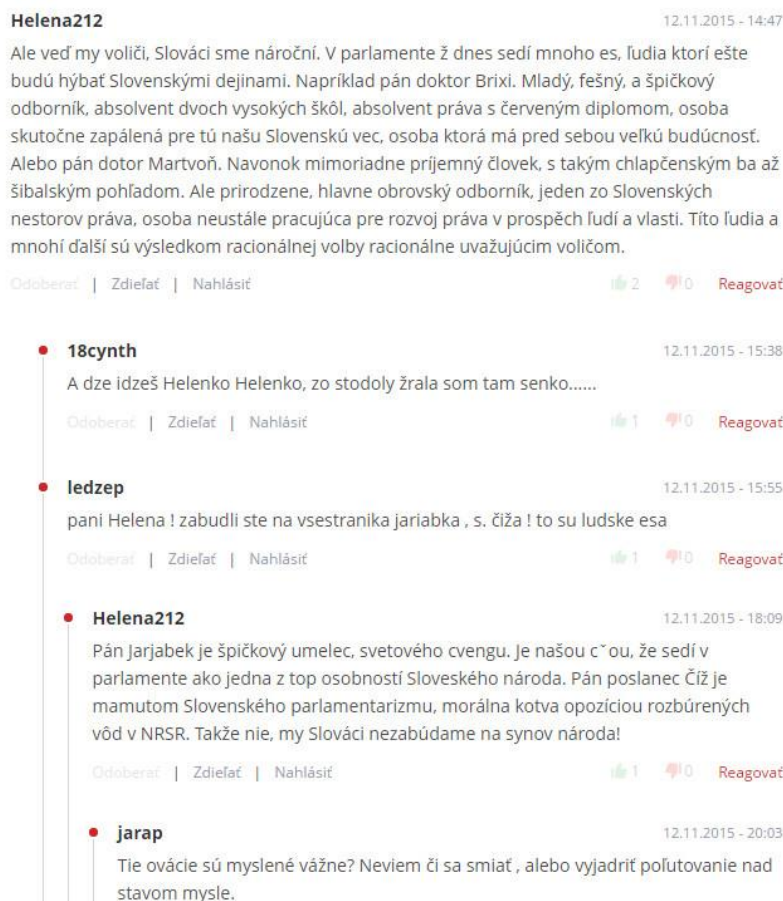 Helena212 12.11.2015 - 14:47
Ale veď my voliči, Slováci sme nároční. V parlamente ž dnes sedí mnoho es, ľudia ktorí ešte
budú hýbať Slovenskými dejinami. Napríklad pán doktor Brixi. Mladý, fešný, a špičkový
odborník, absolvent dvoch vysokých škôl, absolvent práva s červeným diplomom, osoba
skutočne zapálená pre tú našu Slovenskú vec, osoba ktorá má pred sebou veľkú budúcnosť.
Alebo pán dotor Martvoň. Navonok mimoriadne príjemný človek, s takým chlapčenským ba až
šibalským pohľadom. Ale prirodzene, hlavne obrovský odborník, jeden zo Slovenských
nestorov práva, osoba neustále pracujúca pre rozvoj práva v prospěch ľudí a vlasti. Títo ľudia a
mnohí ďalší sú výsledkom racionálnej volby racionálne uvažujúcim voličom.
Odoberať | Zdieľať | Nahlásiť 2 0 Reagovať
18cynth 12.11.2015 - 15:38
A dze idzeš Helenko Helenko, zo stodoly žrala som tam senko......
Odoberať | Zdieľať | Nahlásiť 1 0 Reagovať
ledzep 12.11.2015 - 15:55
pani Helena ! zabudli ste na vsestranika jariabka , s. čiža ! to su ludske esa
Odoberať | Zdieľať | Nahlásiť 1 0 Reagovať
Helena212 12.11.2015 - 18:09
Pán Jarjabek je špičkový umelec, svetového cvengu. Je našou cˇou, že sedí v
parlamente ako jedna z top osobností Sloveského národa. Pán poslanec Číž je
mamutom Slovenského parlamentarizmu, morálna kotva opozíciou rozbúrených
vôd v NRSR. Takže nie, my Slováci nezabúdame na synov národa!
Odoberať | Zdieľať | Nahlásiť 1 0 Reagovať
jarap 12.11.2015 - 20:03
Tie ovácie sú myslené vážne? Neviem či sa smiať , alebo vyjadriť poľutovanie nad
stavom mysle.